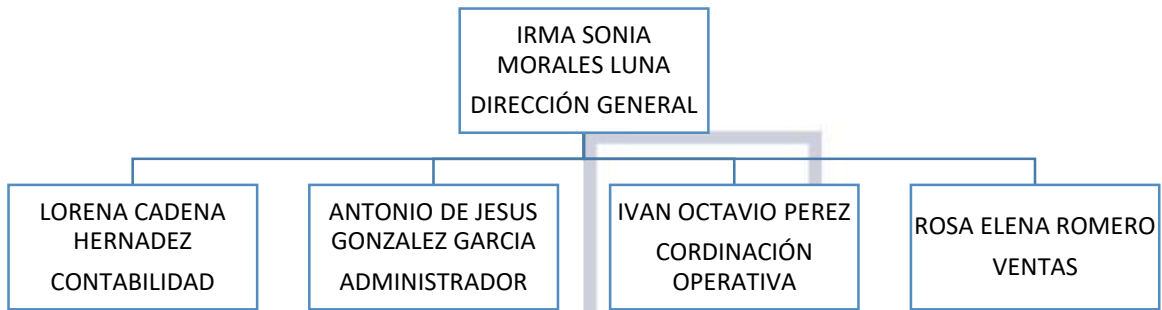 IRMA SONIA
MORALES LUNA
DIRECCIÓN GENERAL
LORENA CADENA
HERNADEZ
CONTABILIDAD
ANTONIO DE JESUS
GONZALEZ GARCIA
ADMINISTRADOR
IVAN OCTAVIO PEREZ
CORDINACIÓN
OPERATIVA
ROSA ELENA ROMERO
VENTAS